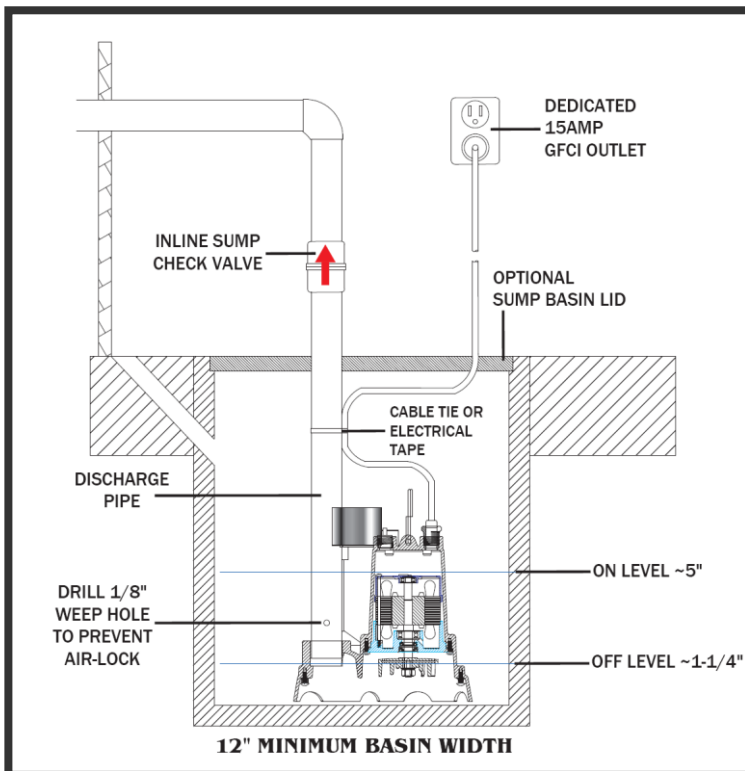 DEDICATED
15AMP
GFCI OUTLET
INLINE SUMP
CHECK VALVE
OPTIONAL
SUMP BASIN LID
CABLE TIE OR
ELECTRICAL
TAPE
DISCHARGE
PIPE
ON LEVEL ~5"
DRILL 1/8"
WEEP HOLE
TO PREVENT
AIR-LOCK
OFF LEVEL ~1-1/4"
12" MINIMUM BASIN WIDTH